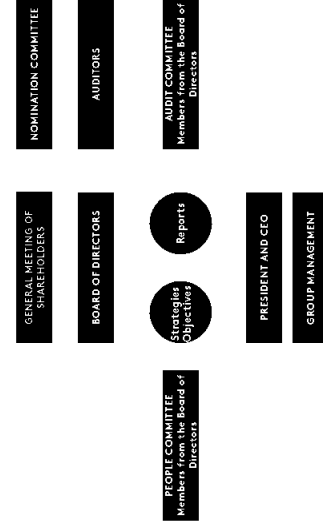 NOMINATION COMMITTEE
AUDITORS
AUDIT COMMITTEE
Members from the Board of
Directors
GENERAL MEETING OF
SHAREHOLDERS
BOARD OF DIRECTORS
Reports
Strategies
Objectives
PRESIDENT AND CEO
GROUP MANAGEMENT
PEOPLE COMMITTEE
Members from the Board of
Directors